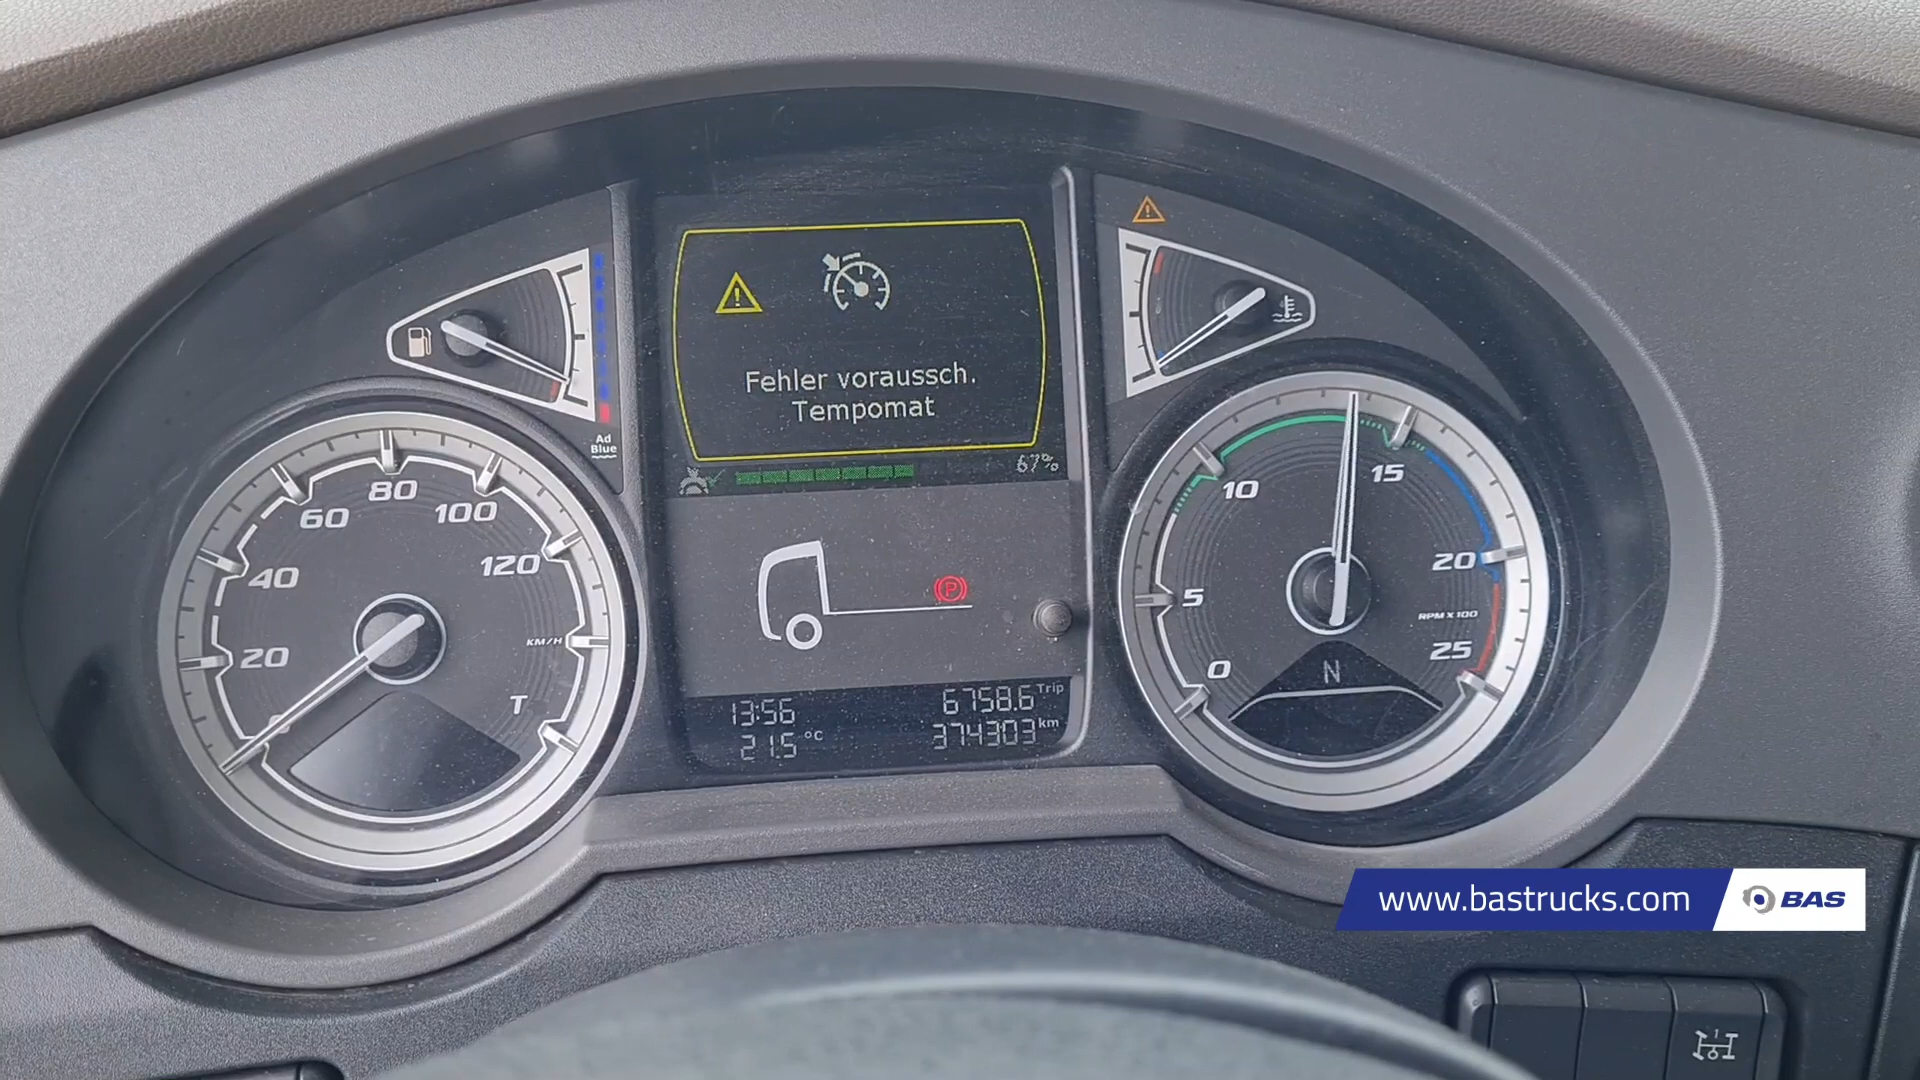 Fehler voraussch.
Tempomat
67%
Ad
Blue
0
20
40
60
80
100
120
KM/H
T
0
5
10
15
20
25
RPM X 100
N
P
13:56
6758.6 Trip
21.5 °C
374303 km
www.bastrucks.com
BAS